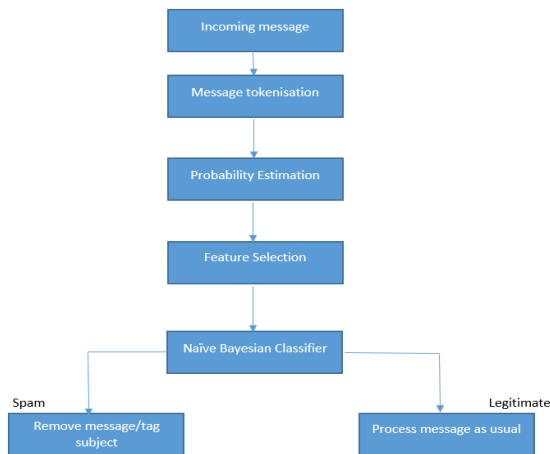 Incoming message
Message tokenisation
Probability Estimation
Feature Selection
Naïve Bayesian Classifier
Spam
Legitimate
Remove message/tag
subject
Process message as usual